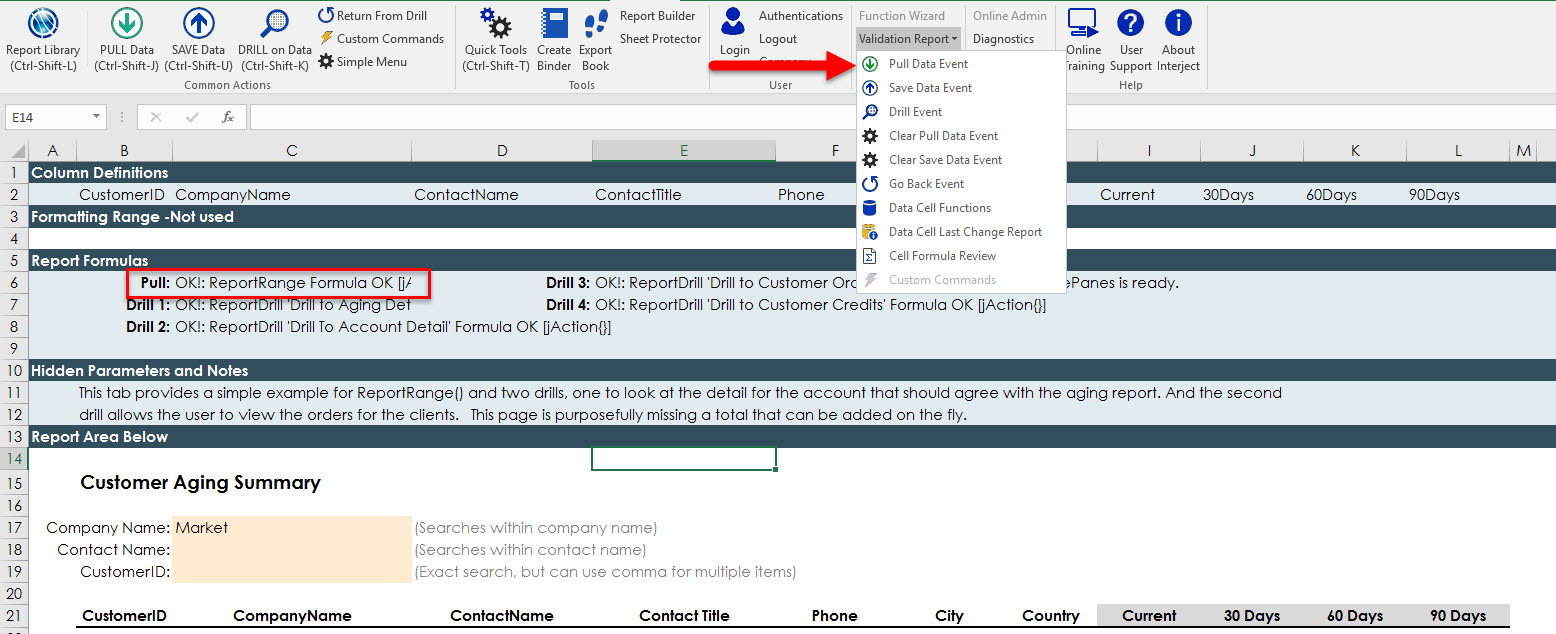 Report Library
(Ctrl-Shift-L)
PULL Data
(Ctrl-Shift-J)
SAVE Data
(Ctrl-Shift-U)
DRILL on Data
(Ctrl-Shift-K)
Return From Drill
Custom Commands
Simple Menu
Common Actions
Quick Tools
(Ctrl-Shift-T)
Create
Binder
Export
Book
Report Builder
Sheet Protector
Tools
Login
Authentications
Logout
User
Function Wizard
Validation Report
Online Admin
Diagnostics
Online
Training
User
Support
About
Interject
Help
Pull Data Event
Save Data Event
Drill Event
Clear Pull Data Event
Clear Save Data Event
Go Back Event
Data Cell Functions
Data Cell Last Change Report
Cell Formula Review
Custom Commands
E14
fx
A B C D E F I J K L M
1 Column Definitions
2 CustomerID CompanyName ContactName ContactTitle Phone Current 30Days 60Days 90Days
3 Formatting Range -Not used
4
5 Report Formulas
6 Pull: OK!: ReportRange Formula OK [jA Drill 3: OK!: ReportDrill 'Drill to Customer Ord ePanes is ready.
7 Drill 1: OK!: ReportDrill 'Drill to Aging Det Drill 4: OK!: ReportDrill 'Drill to Customer Credits' Formula OK [jAction{}]
8 Drill 2: OK!: ReportDrill 'Drill To Account Detail' Formula OK [jAction{}]
9
10 Hidden Parameters and Notes
11 This tab provides a simple example for ReportRange() and two drills, one to look at the detail for the account that should agree with the aging report. And the second
12 drill allows the user to view the orders for the clients. This page is purposefully missing a total that can be added on the fly.
13 Report Area Below
14
15 Customer Aging Summary
16
17 Company Name: Market (Searches within company name)
18 Contact Name: (Searches within contact name)
19 CustomerID: (Exact search, but can use comma for multiple items)
20
21 CustomerID CompanyName ContactName Contact Title Phone City Country Current 30 Days 60 Days 90 Days